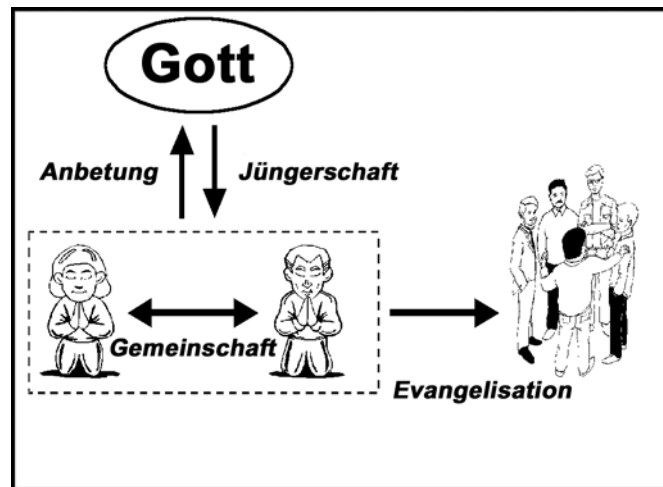 Gott
Anbetung
Jüngerschaft
Gemeinschaft
Evangelisation